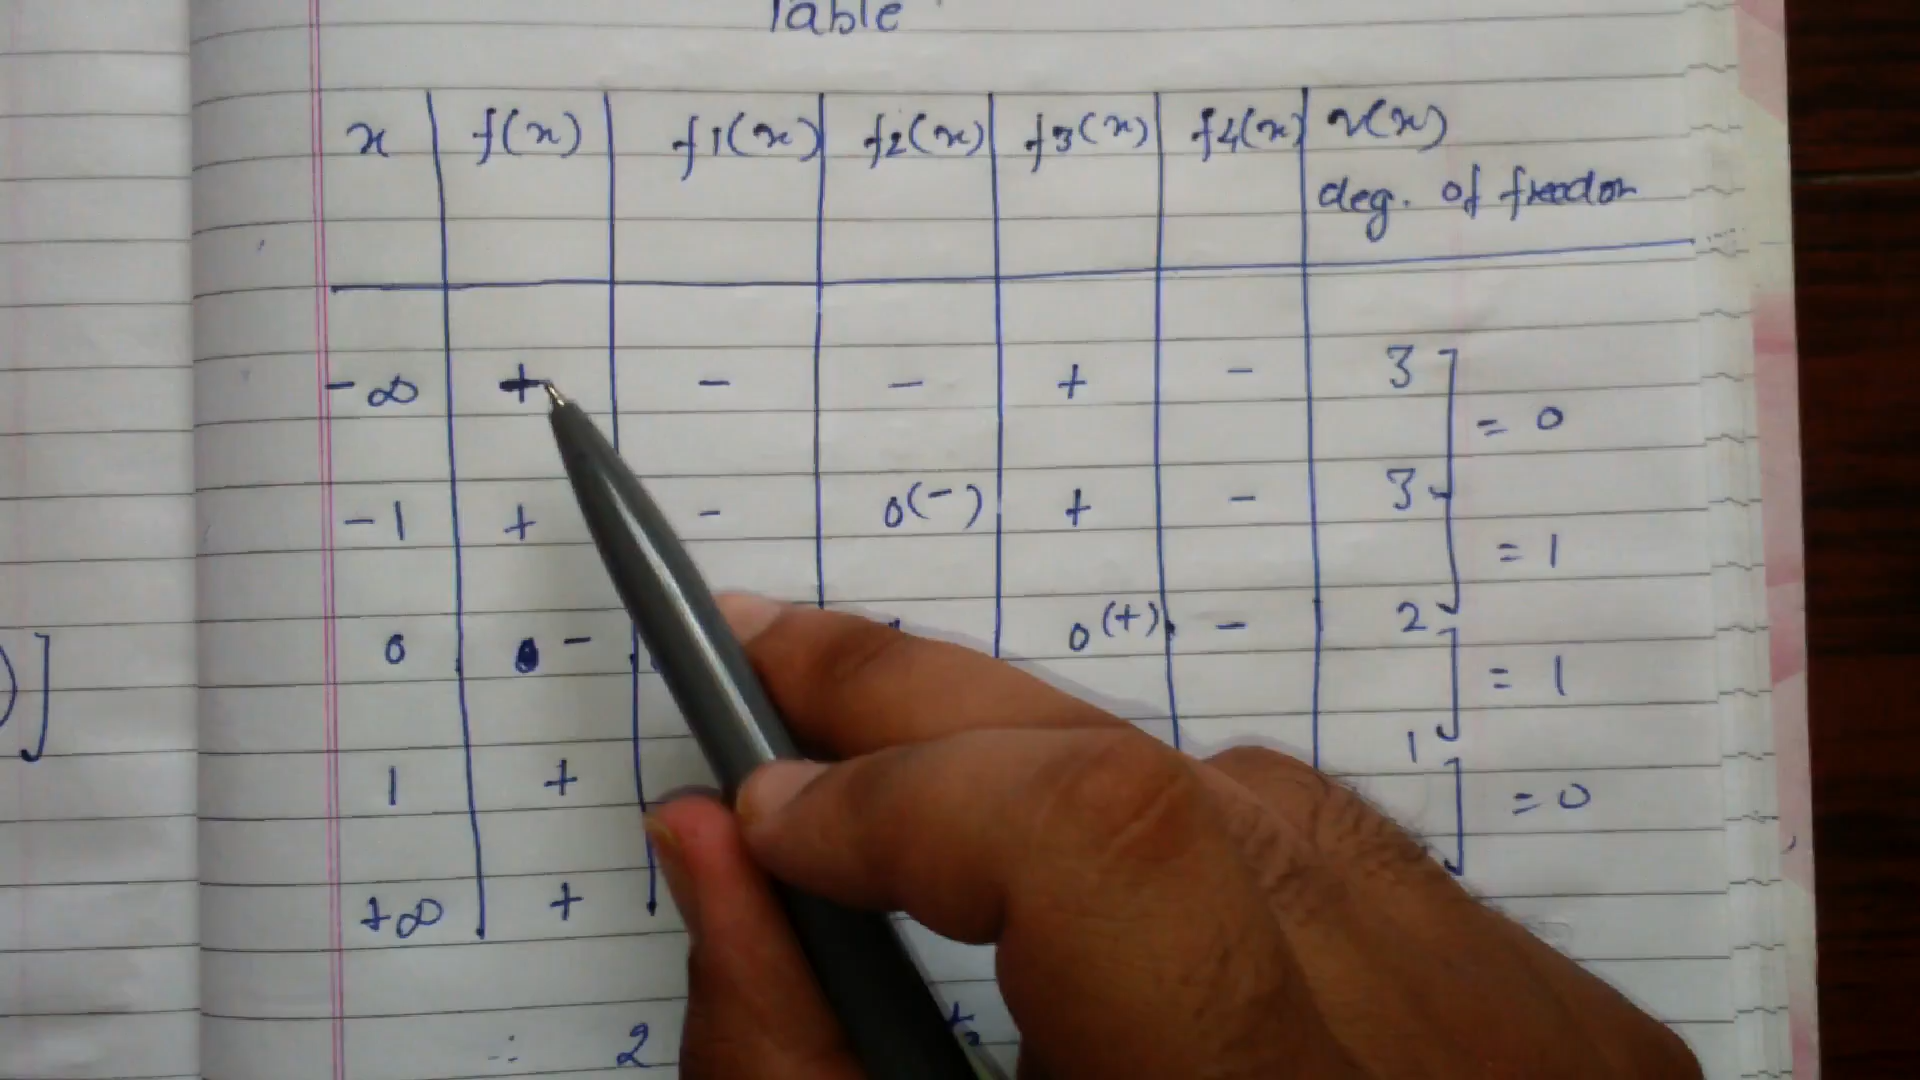 Table
x f(x) f1(x) f2(x) f3(x) f4(x) v(x)
deg. of freedom
-∞ + - - + - 3
= 0
-1 + - 0(-) + - 3
= 1
0 - 0(+) - 2
= 1
1 + 1
= 0
+∞ +
∴ 2
]